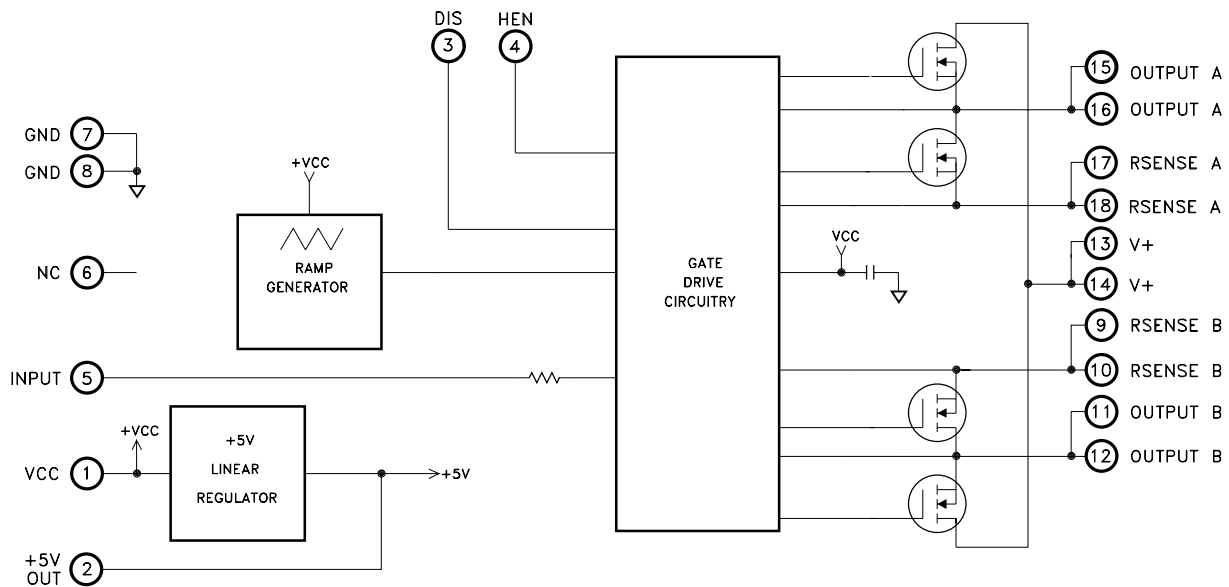 DIS
HEN
3
4
GND 7
GND 8
+VCC
RAMP
GENERATOR
NC 6
INPUT 5
+VCC
VCC 1
+5V
LINEAR
REGULATOR
+5V
+5V
OUT
2
GATE
DRIVE
CIRCUITRY
VCC
15 OUTPUT A
16 OUTPUT A
17 RSENSE A
18 RSENSE A
13 V+
14 V+
9 RSENSE B
10 RSENSE B
11 OUTPUT B
12 OUTPUT B